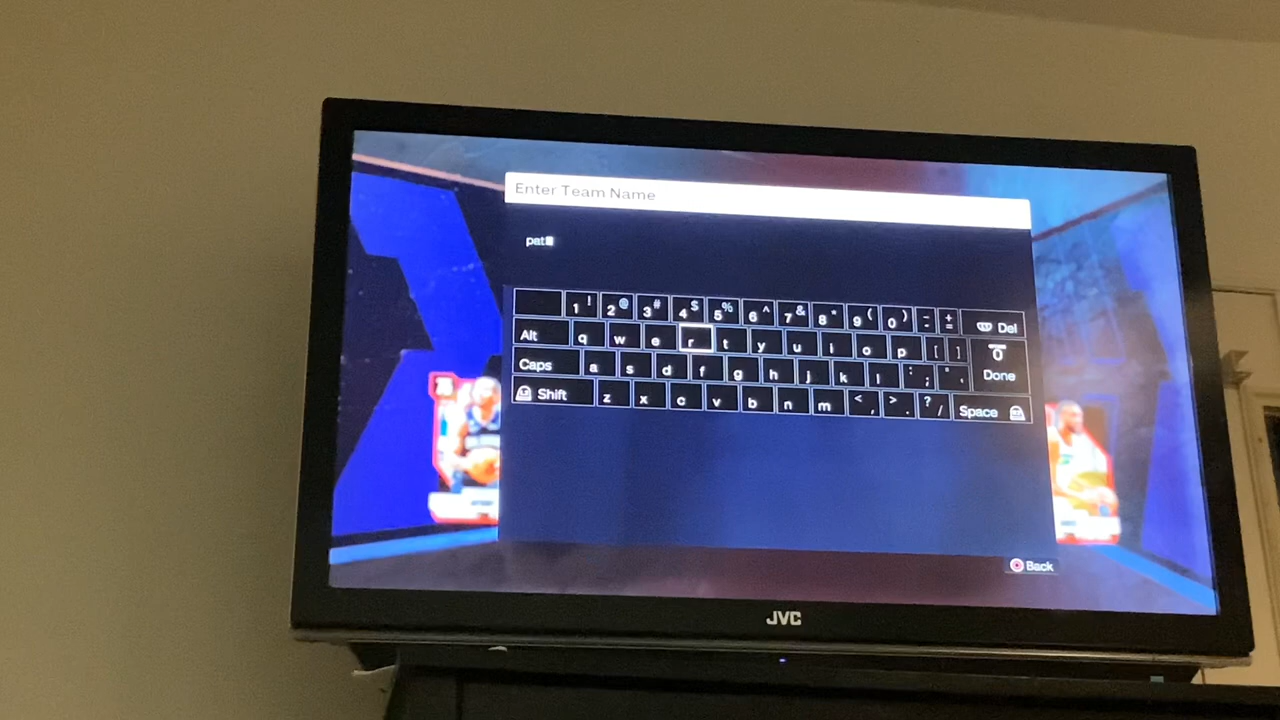 Enter Team Name
pat
1 ! 2 @ 3 # 4 $ 5 % 6 ^ 7 & 8 * 9 ( 0 ) - _ = + Del
Alt q w e r t y u i o p [ ] Done
Caps a s d f g h j k l : ; " '
Shift z x c v b n m < , > . ? / Space
Back
JVC